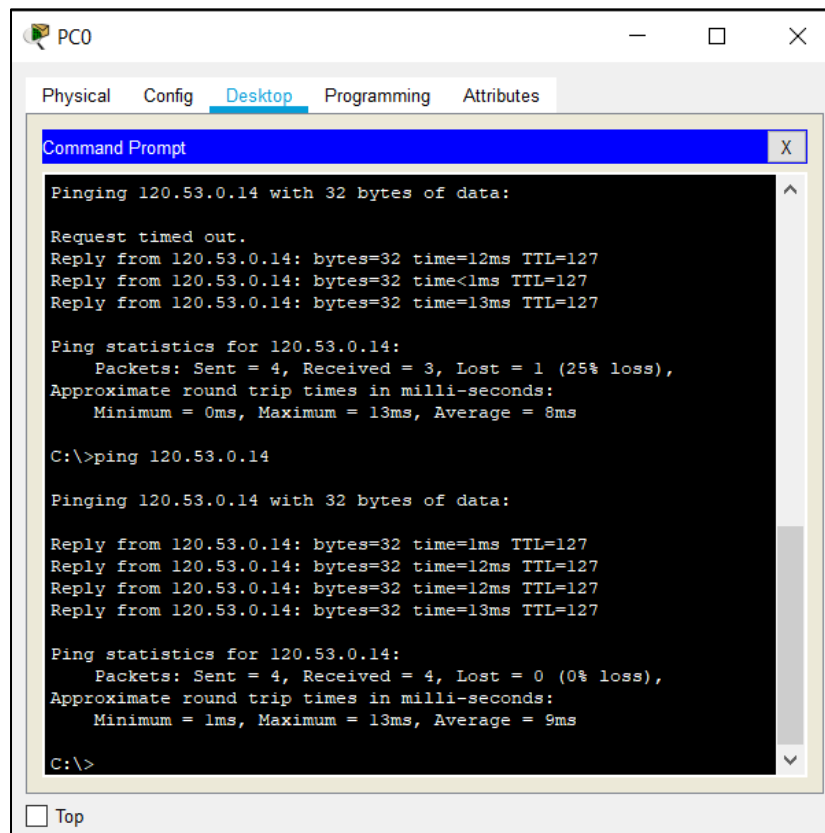 PC0
Physical Config Desktop Programming Attributes
Command Prompt X
Pinging 120.53.0.14 with 32 bytes of data:
Request timed out.
Reply from 120.53.0.14: bytes=32 time=12ms TTL=127
Reply from 120.53.0.14: bytes=32 time<1ms TTL=127
Reply from 120.53.0.14: bytes=32 time=13ms TTL=127
Ping statistics for 120.53.0.14:
    Packets: Sent = 4, Received = 3, Lost = 1 (25% loss),
Approximate round trip times in milli-seconds:
    Minimum = 0ms, Maximum = 13ms, Average = 8ms
C:\>ping 120.53.0.14
Pinging 120.53.0.14 with 32 bytes of data:
Reply from 120.53.0.14: bytes=32 time=1ms TTL=127
Reply from 120.53.0.14: bytes=32 time=12ms TTL=127
Reply from 120.53.0.14: bytes=32 time=12ms TTL=127
Reply from 120.53.0.14: bytes=32 time=13ms TTL=127
Ping statistics for 120.53.0.14:
    Packets: Sent = 4, Received = 4, Lost = 0 (0% loss),
Approximate round trip times in milli-seconds:
    Minimum = 1ms, Maximum = 13ms, Average = 9ms
C:\>
Top